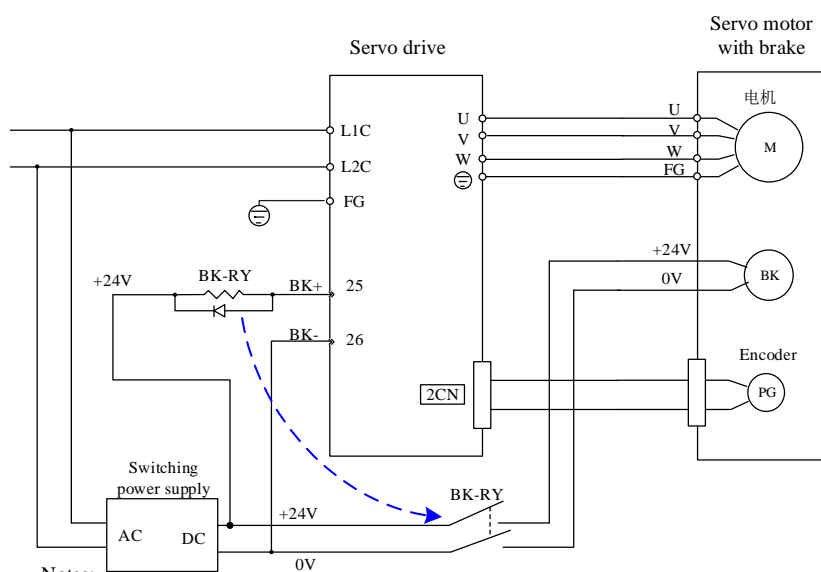 Servo motor
with brake
Servo drive
电机
L1C
U
U
V
V
L2C
W
W
M
FG
FG
+24V
BK-RY
BK+
25
+24V
0V
BK
BK-
26
Encoder
2CN
PG
Switching
power supply
BK-RY
+24V
AC
DC
0V